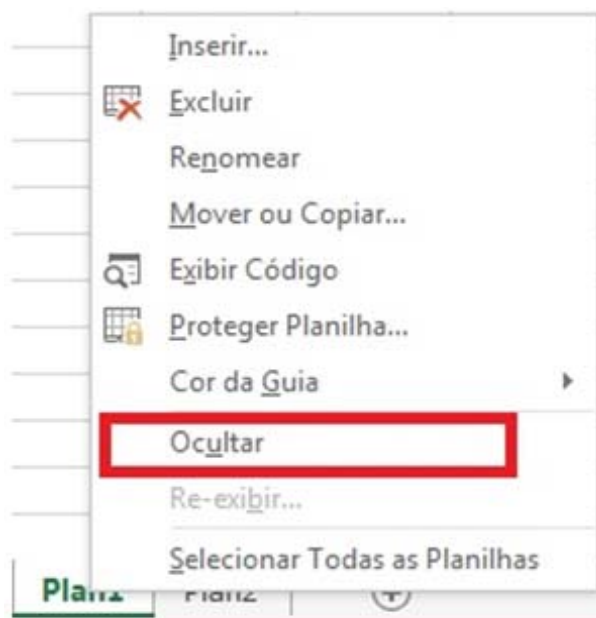 Inserir...
Excluir
Renomear
Mover ou Copiar...
Exibir Código
Proteger Planilha...
Cor da Guia
Ocultar
Re-exibir...
Selecionar Todas as Planilhas
Plan1 Plan2